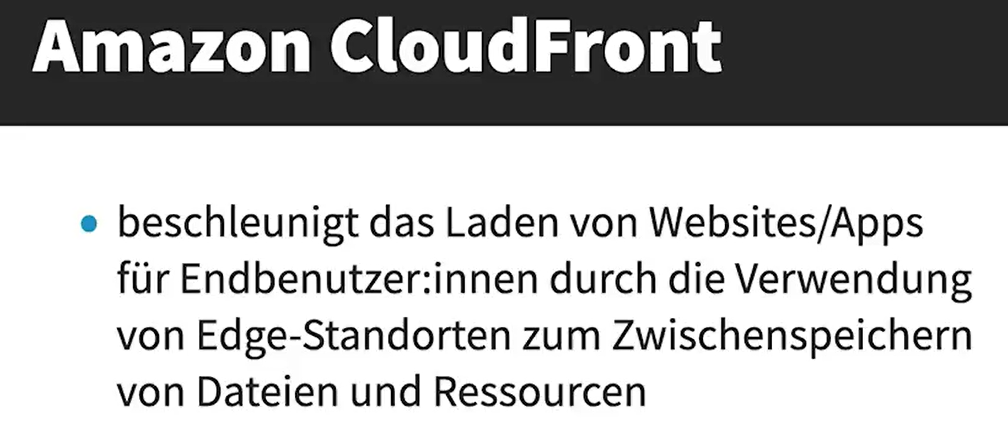 Amazon CloudFront
beschleunigt das Laden von Websites/Apps
für Endbenutzer:innen durch die Verwendung
von Edge-Standorten zum Zwischenspeichern
von Dateien und Ressourcen